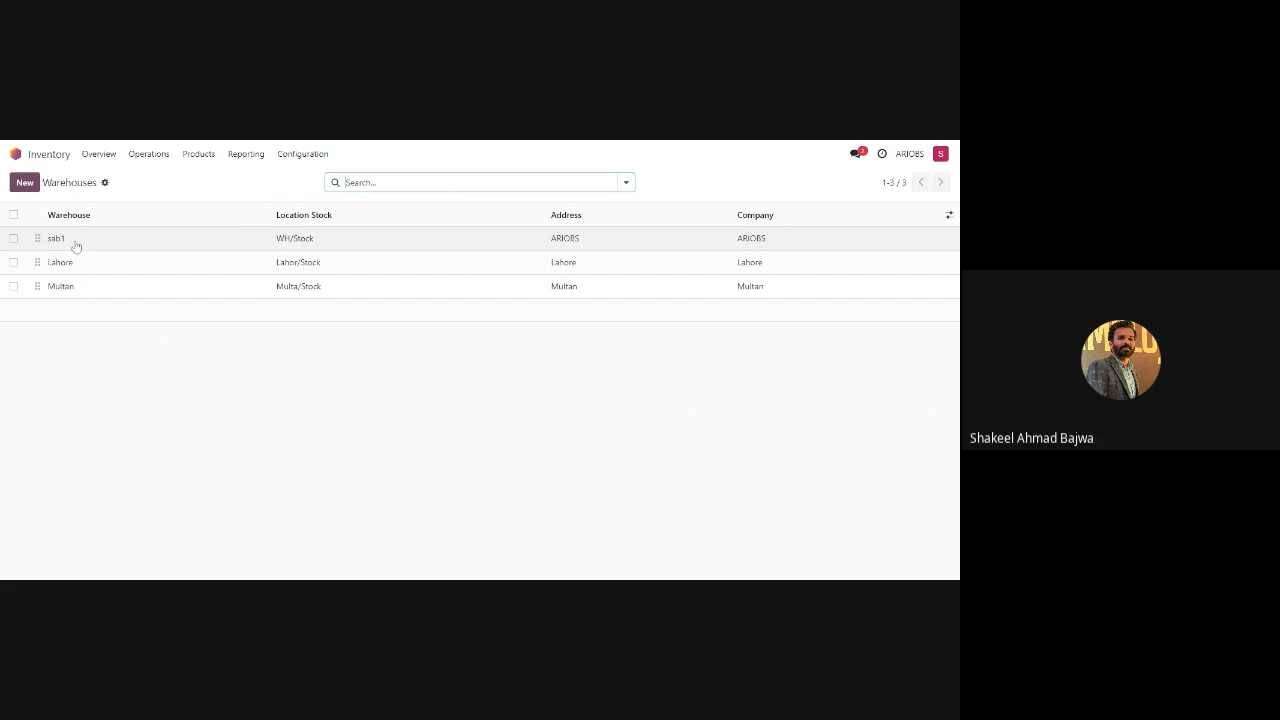 Inventory Overview Operations Products Reporting Configuration 2 ARIOBS S
New Warehouses Search... 1-3 / 3
Warehouse Location Stock Address Company
sab1 WH/Stock ARIOBS ARIOBS
Lahore Lahor/Stock Lahore Lahore
Multan Multa/Stock Multan Multan
Shakeel Ahmad Bajwa